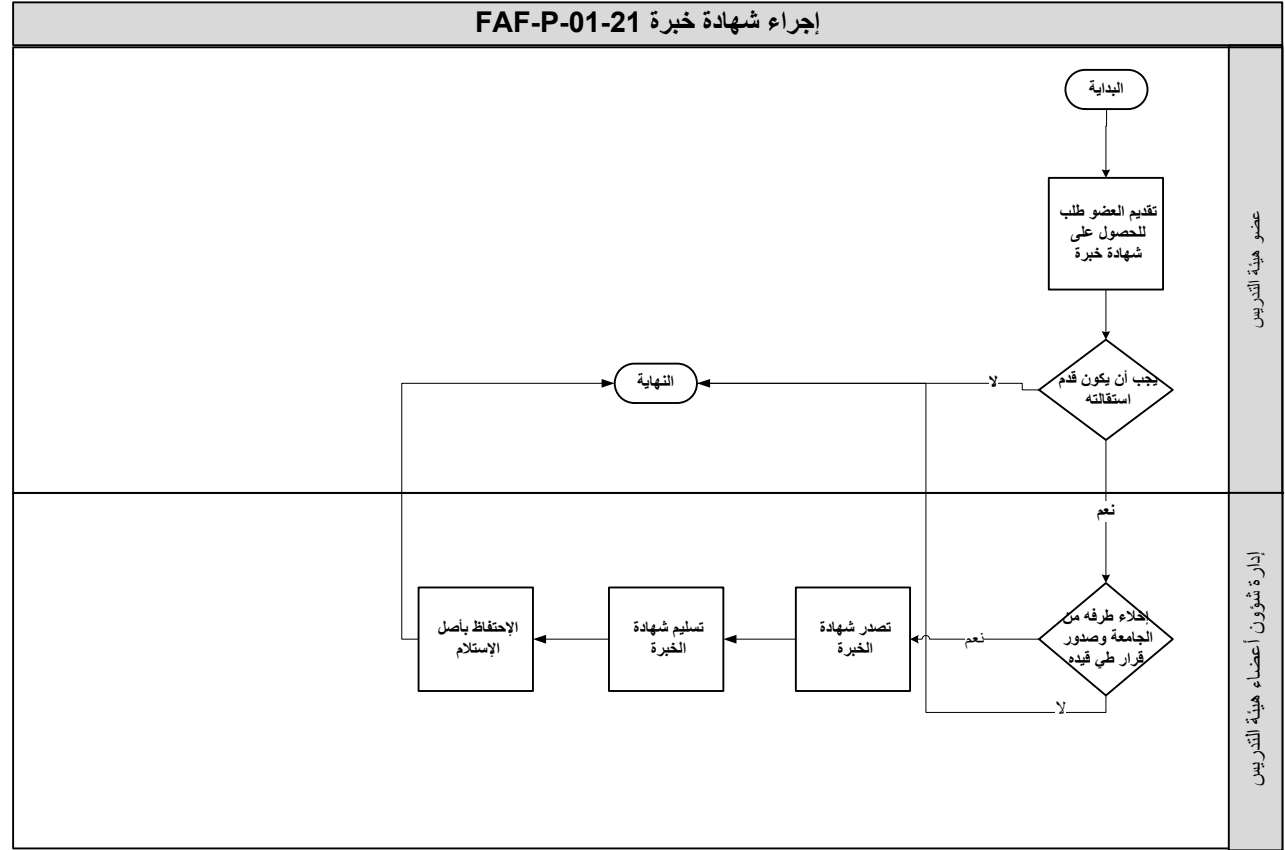 إجراء شهادة خبرة FAF-P-01-21
عضو هيئة التدريس
البداية
تقديم العضو طلب
للحصول على
شهادة خبرة
يجب أن يكون قدم
استقالته
لا
النهاية
نعم
إدارة شؤون أعضاء هيئة التدريس
إخلاء طرفه من
الجامعة وصدور
قرار طي قيده
نعم
لا
تصدر شهادة
الخبرة
تسليم شهادة
الخبرة
الإحتفاظ بأصل
الإستلام